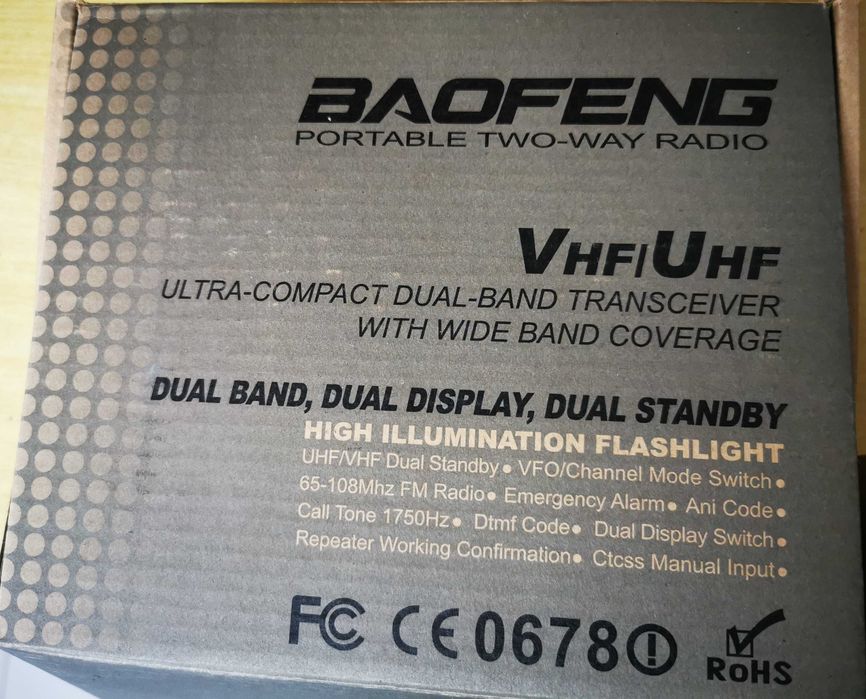 BAOFENG
PORTABLE TWO-WAY RADIO
VHF/UHF
ULTRA-COMPACT DUAL-BAND TRANSCEIVER
WITH WIDE BAND COVERAGE
DUAL BAND, DUAL DISPLAY, DUAL STANDBY
HIGH ILLUMINATION FLASHLIGHT
UHF/VHF Dual Standby● VFO/Channel Mode Switch●
65-108Mhz FM Radio● Emergency Alarm● Ani Code●
Call Tone 1750Hz● Dtmf Code● Dual Display Switch●
Repeater Working Confirmation● Ctcss Manual Input●
FC CE0678!
RoHS